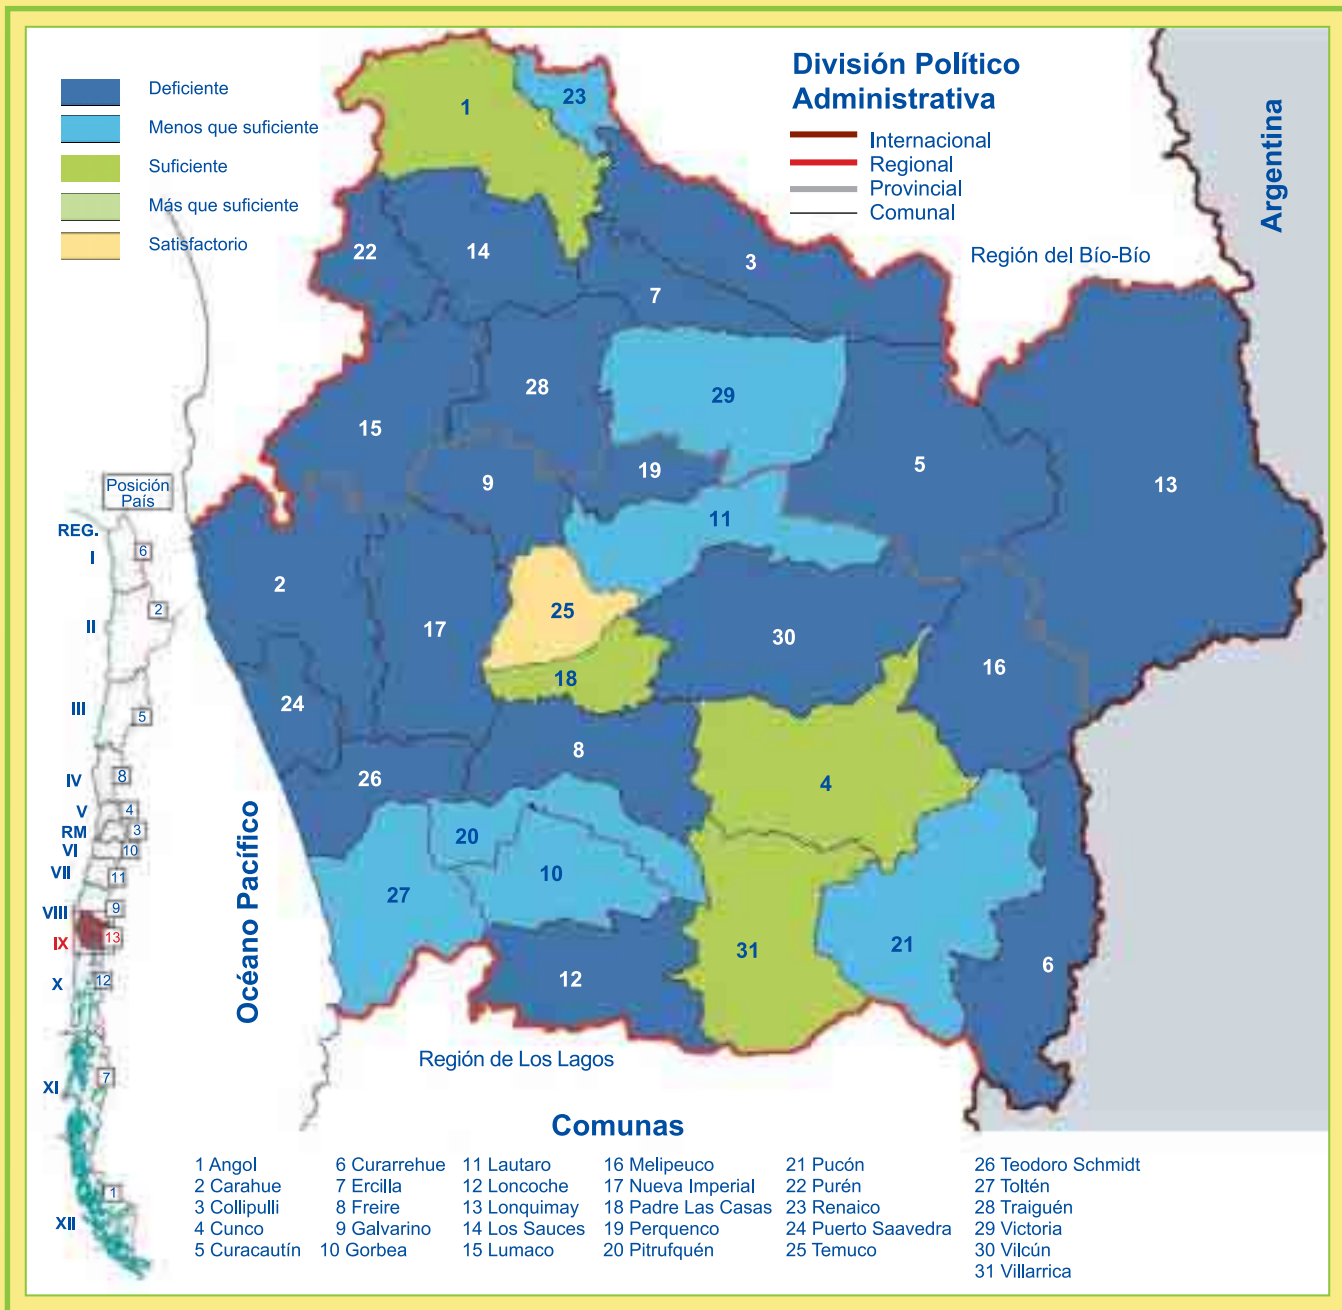 Deficiente
Menos que suficiente
Suficiente
Más que suficiente
Satisfactorio
División Político
Administrativa
Internacional
Regional
Provincial
Comunal
Argentina
Región del Bío-Bío
1
23
22
14
3
7
28
29
15
19
5
9
13
11
2
25
17
30
16
18
24
8
26
4
20
10
27
21
31
12
6
Posición
País
REG.
I
6
2
II
III
5
IV
8
V
4
RM
3
VI
10
VII
11
VIII
9
IX
13
X
12
XI
7
XII
1
Océano Pacífico
Región de Los Lagos
Comunas
1 Angol
2 Carahue
3 Collipulli
4 Cunco
5 Curacautín
6 Curarrehue
7 Ercilla
8 Freire
9 Galvarino
10 Gorbea
11 Lautaro
12 Loncoche
13 Lonquimay
14 Los Sauces
15 Lumaco
16 Melipeuco
17 Nueva Imperial
18 Padre Las Casas
19 Perquenco
20 Pitrufquén
21 Pucón
22 Purén
23 Renaico
24 Puerto Saavedra
25 Temuco
26 Teodoro Schmidt
27 Toltén
28 Traiguén
29 Victoria
30 Vilcún
31 Villarrica